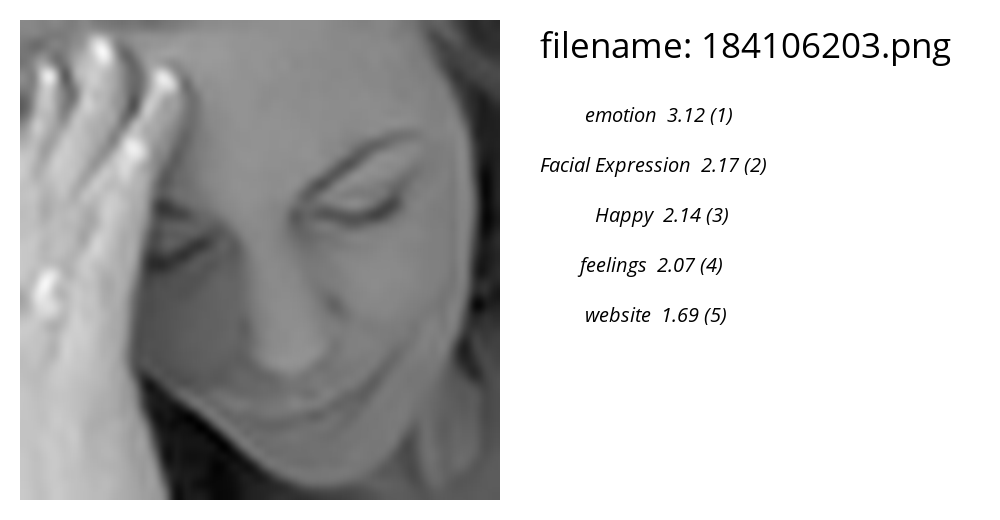 filename: 184106203.png
emotion 3.12 (1)
Facial Expression 2.17 (2)
Happy 2.14 (3)
feelings 2.07 (4)
website 1.69 (5)